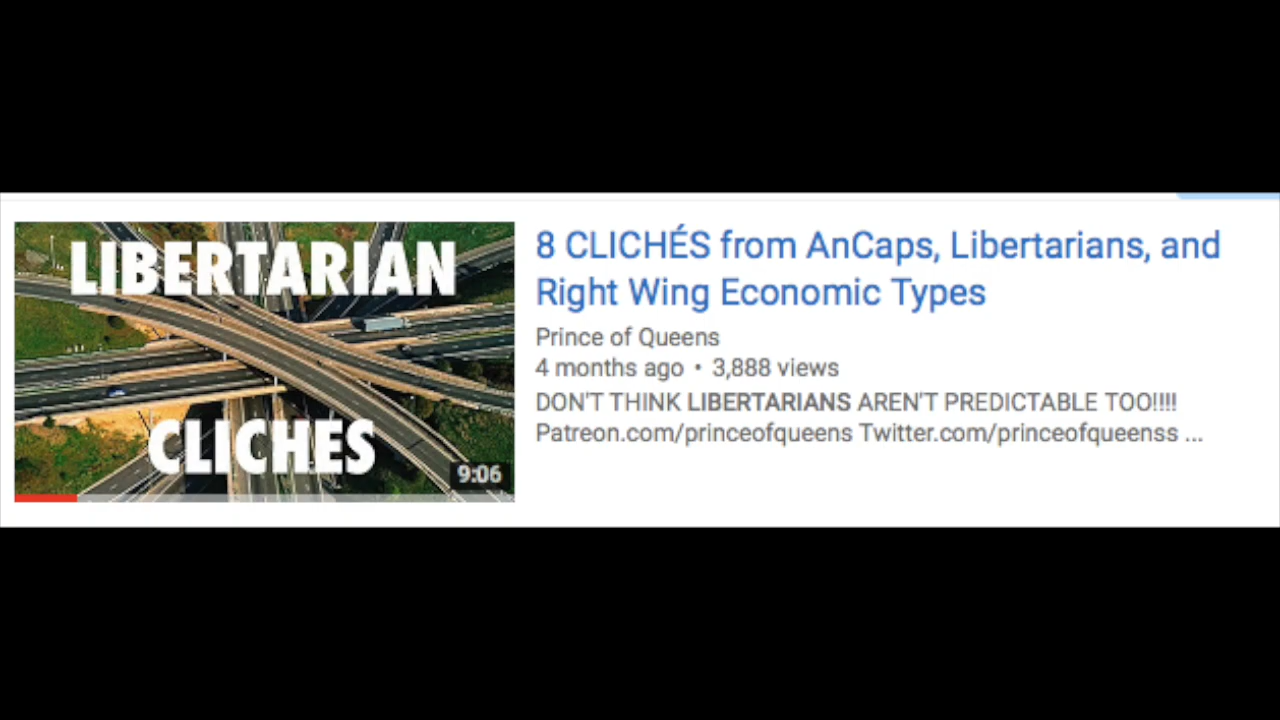 LIBERTARIAN
CLICHES
9:06
8 CLICHÉS from AnCaps, Libertarians, and
Right Wing Economic Types
Prince of Queens
4 months ago • 3,888 views
DON'T THINK LIBERTARIANS AREN'T PREDICTABLE TOO!!!!
Patreon.com/princeofqueens Twitter.com/princeofqueenss ...